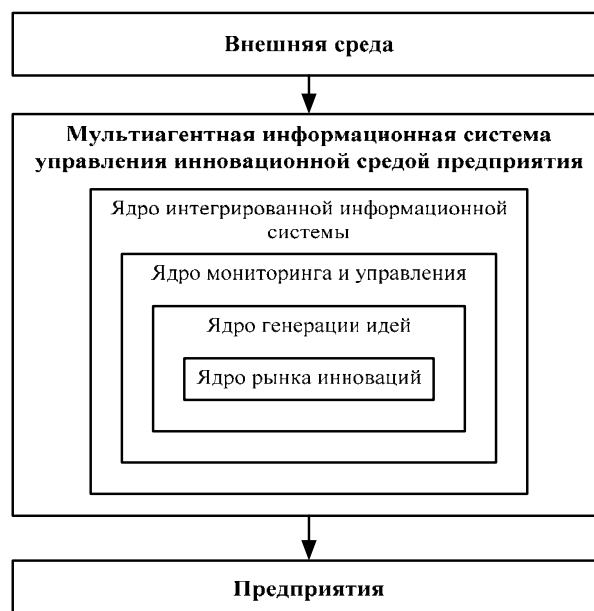 Внешняя среда
Мультиагентная информационная система
управления инновационной средой предприятия
Ядро интегрированной информационной
системы
Ядро мониторинга и управления
Ядро генерации идей
Ядро рынка инноваций
Предприятия